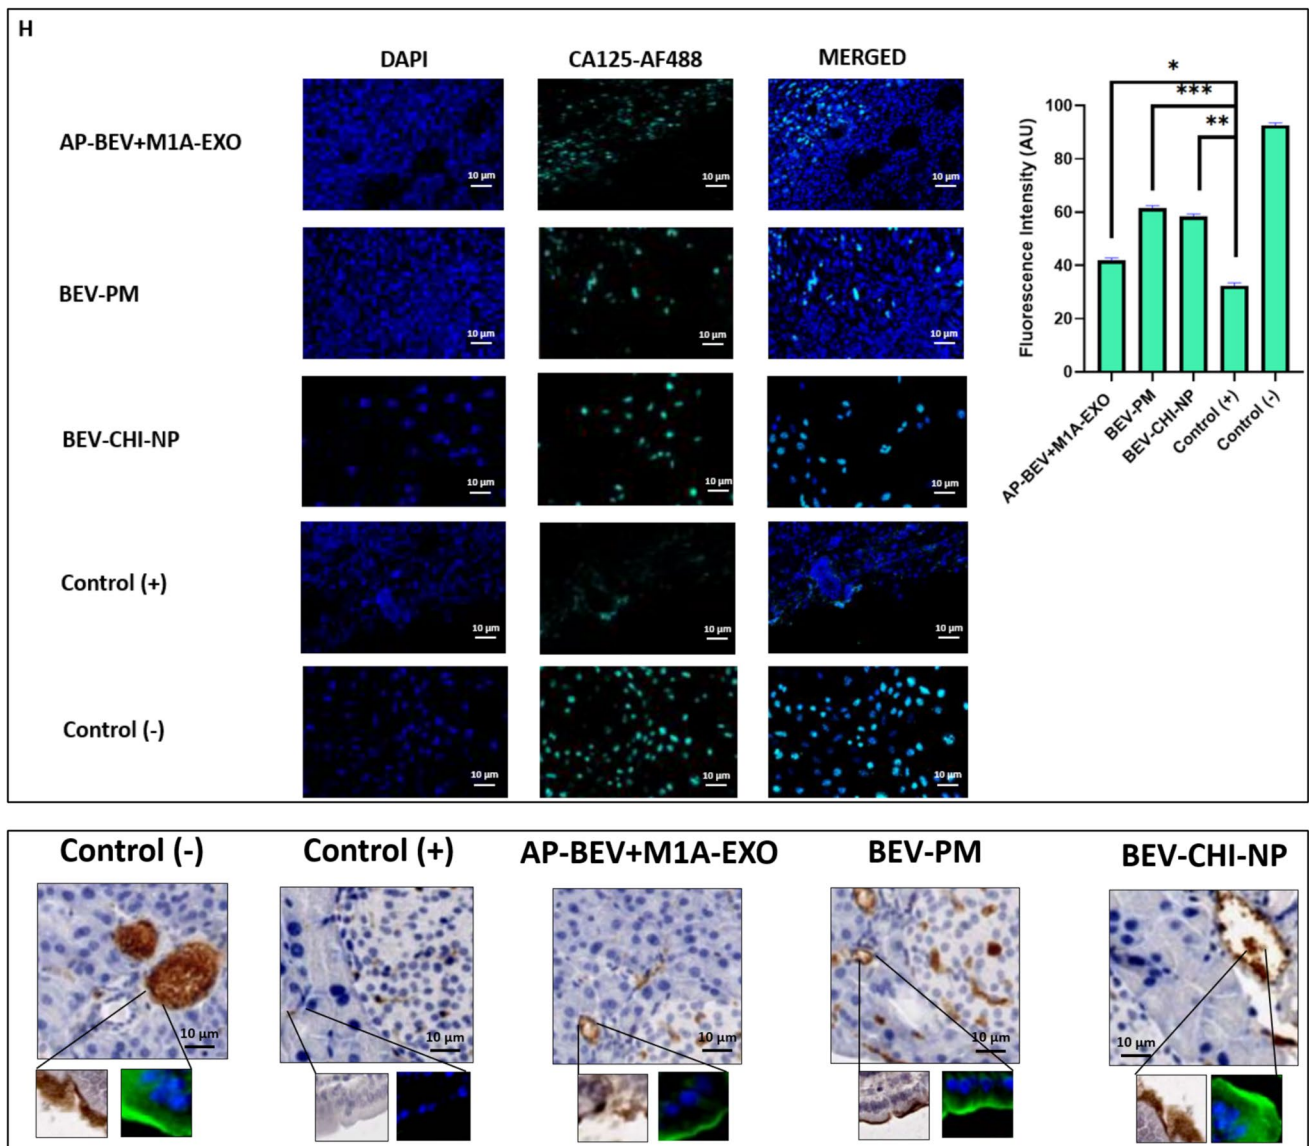 H
DAPI CA125-AF488 MERGED
AP-BEV+M1A-EXO
10 µm 10 µm 10 µm
BEV-PM
10 µm 10 µm 10 µm
BEV-CHI-NP
10 µm 10 µm 10 µm
Control (+)
10 µm 10 µm 10 µm
Control (-)
10 µm 10 µm 10 µm
*
***
**
Fluorescence Intensity (AU)
100
80
60
40
20
0
AP-BEV+M1A-EXO
BEV-PM
BEV-CHI-NP
Control (+)
Control (-)
Control (-) Control (+) AP-BEV+M1A-EXO BEV-PM BEV-CHI-NP
10 µm 10 µm 10 µm 10 µm 10 µm